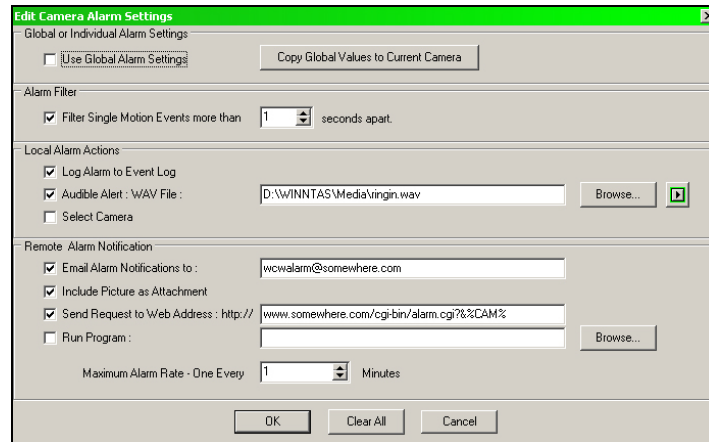 Edit Camera Alarm Settings
Global or Individual Alarm Settings
Use Global Alarm Settings Copy Global Values to Current Camera
Alarm Filter
Filter Single Motion Events more than 1 seconds apart.
Local Alarm Actions
Log Alarm to Event Log
Audible Alert : WAV File : D:\WINNTAS\Media\ringin.wav Browse...
Select Camera
Remote Alarm Notification
Email Alarm Notifications to : wcwalarm@somewhere.com
Include Picture as Attachment
Send Request to Web Address : http:// www.somewhere.com/cgi-bin/alarm.cgi?&%CAM%
Run Program : Browse...
Maximum Alarm Rate - One Every 1 Minutes
OK Clear All Cancel